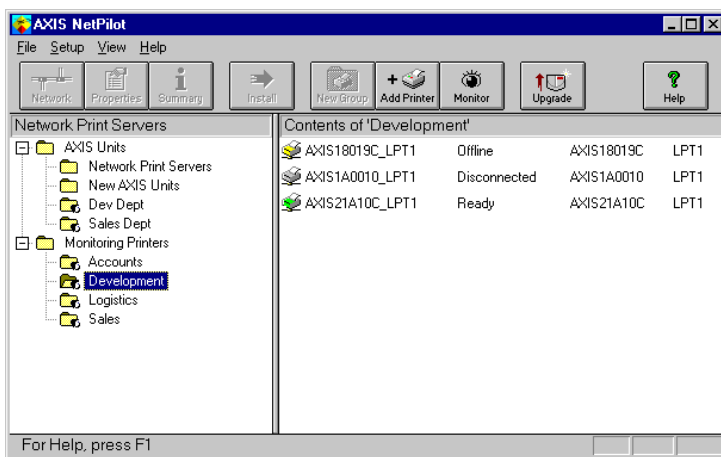 AXIS NetPilot
File Setup View Help
Network Properties Summary Install New Group Add Printer Monitor Upgrade Help
Network Print Servers
Contents of 'Development'
AXIS Units
Network Print Servers
New AXIS Units
Dev Dept
Sales Dept
Monitoring Printers
Accounts
Development
Logistics
Sales
AXIS18019C_LPT1 Offline AXIS18019C LPT1
AXIS1A0010_LPT1 Disconnected AXIS1A0010 LPT1
AXIS21A10C_LPT1 Ready AXIS21A10C LPT1
For Help, press F1